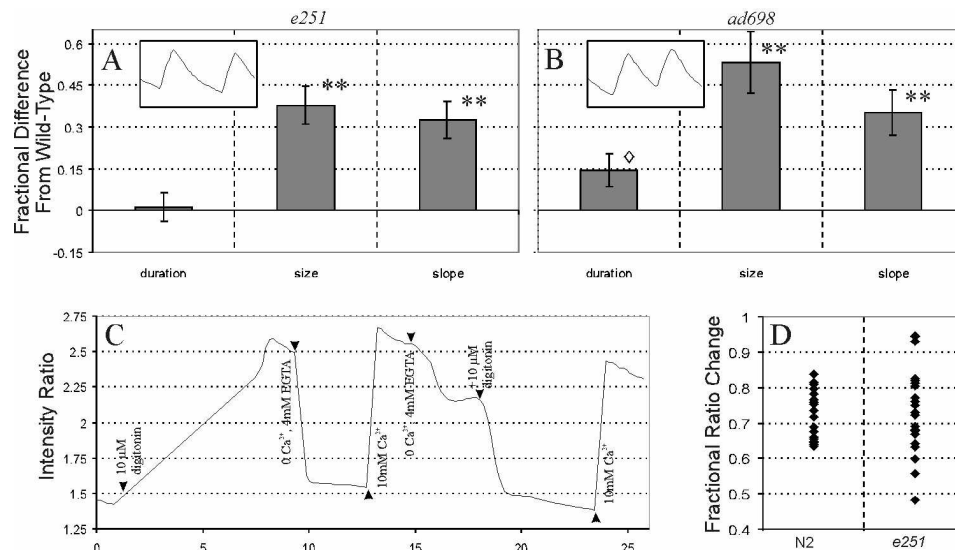 e251
ad698
Fractional Difference
From Wild-Type
0.6
0.45
0.3
0.15
0
-0.15
A
**
**
duration
size
slope
B
◊
**
**
duration
size
slope
C
Intensity Ratio
2.75
2.5
2.25
2
1.75
1.5
1.25
0
5
10
15
20
25
10 µM
digitonin
0 Ca²⁺, 4mM EGTA
10mM Ca²⁺
0 Ca²⁺, 4mM EGTA
+10 µM
digitonin
10mM Ca²⁺
D
Fractional Ratio Change
1
0.9
0.8
0.7
0.6
0.5
0.4
N2
e251